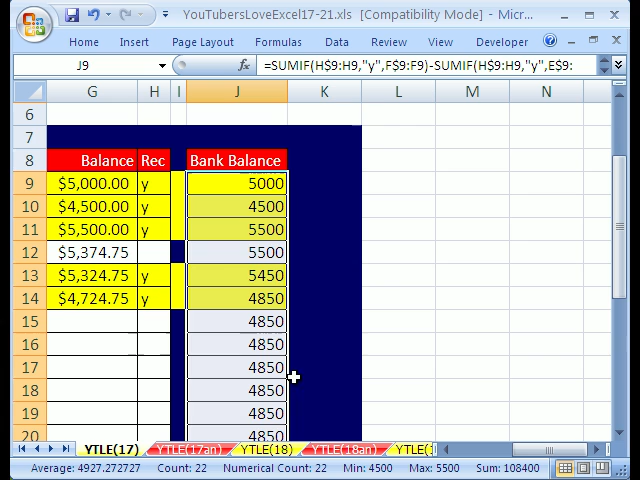 YouTubersLoveExcel17-21.xls [Compatibility Mode] - Micr...
Home Insert Page Layout Formulas Data Review View Developer
J9 fx =SUMIF(H$9:H9,"y",F$9:F9)-SUMIF(H$9:H9,"y",E$9:
G H I J K L M N
6
7
8 Balance Rec Bank Balance
9 $5,000.00 y 5000
10 $4,500.00 y 4500
11 $5,500.00 y 5500
12 $5,374.75 5500
13 $5,324.75 y 5450
14 $4,724.75 y 4850
15 4850
16 4850
17 4850
18 4850
19 4850
20 4850
YTLE(17) YTLE(17an) YTLE(18) YTLE(18an) YTLE(1
Average: 4927.272727 Count: 22 Numerical Count: 22 Min: 4500 Max: 5500 Sum: 108400